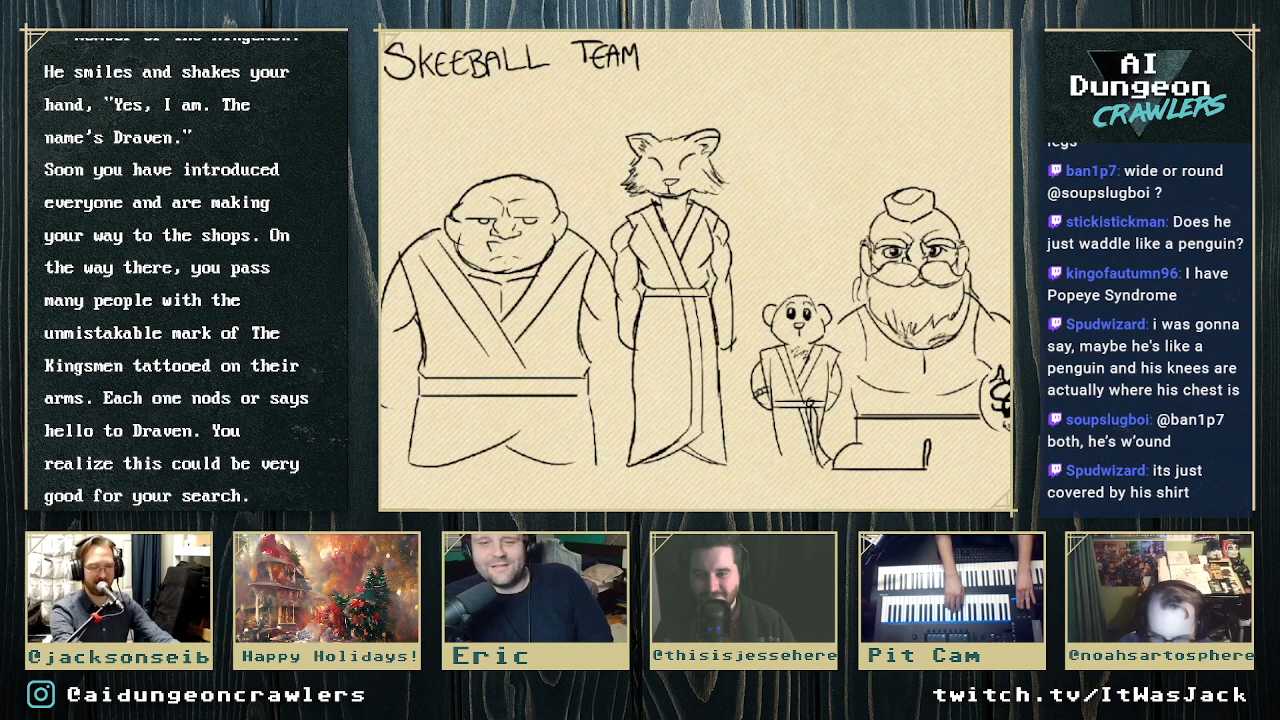 He smiles and shakes your
hand, "Yes, I am. The
name's Draven."
Soon you have introduced
everyone and are making
your way to the shops. On
the way there, you pass
many people with the
unmistakable mark of The
Kingsmen tattooed on their
arms. Each one nods or says
hello to Draven. You
realize this could be very
good for your search.
SKEEBALL TEAM
AI
Dungeon
CRAWLERS
legs
ban1p7: wide or round
@soupslugboi ?
stickistickman: Does he
just waddle like a penguin?
kingofautumn96: I have
Popeye Syndrome
Spudwizard: i was gonna
say, maybe he's like a
penguin and his knees are
actually where his chest is
soupslugboi: @ban1p7
both, he's w'ound
Spudwizard: its just
covered by his shirt
@jacksonseib
Happy Holidays!
Eric
@thisisjessehere
Pit Cam
@noahsartosphere
@aidungeoncrawlers
twitch.tv/ItWasJack